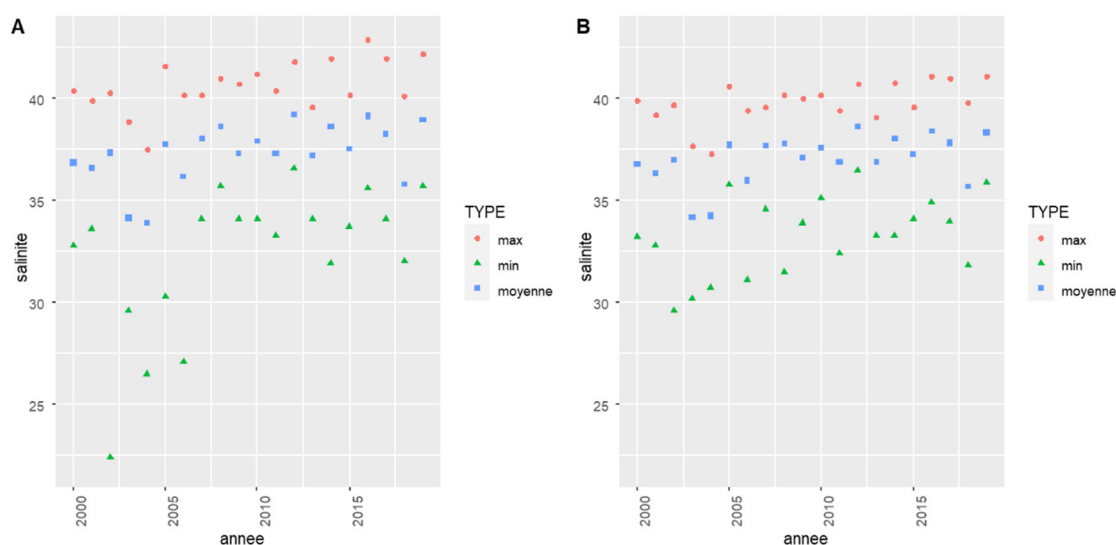 A
salinite
40
35
30
25
2000
2005
2010
2015
annee
TYPE
max
min
moyenne
B
salinite
40
35
30
25
2000
2005
2010
2015
annee
TYPE
max
min
moyenne